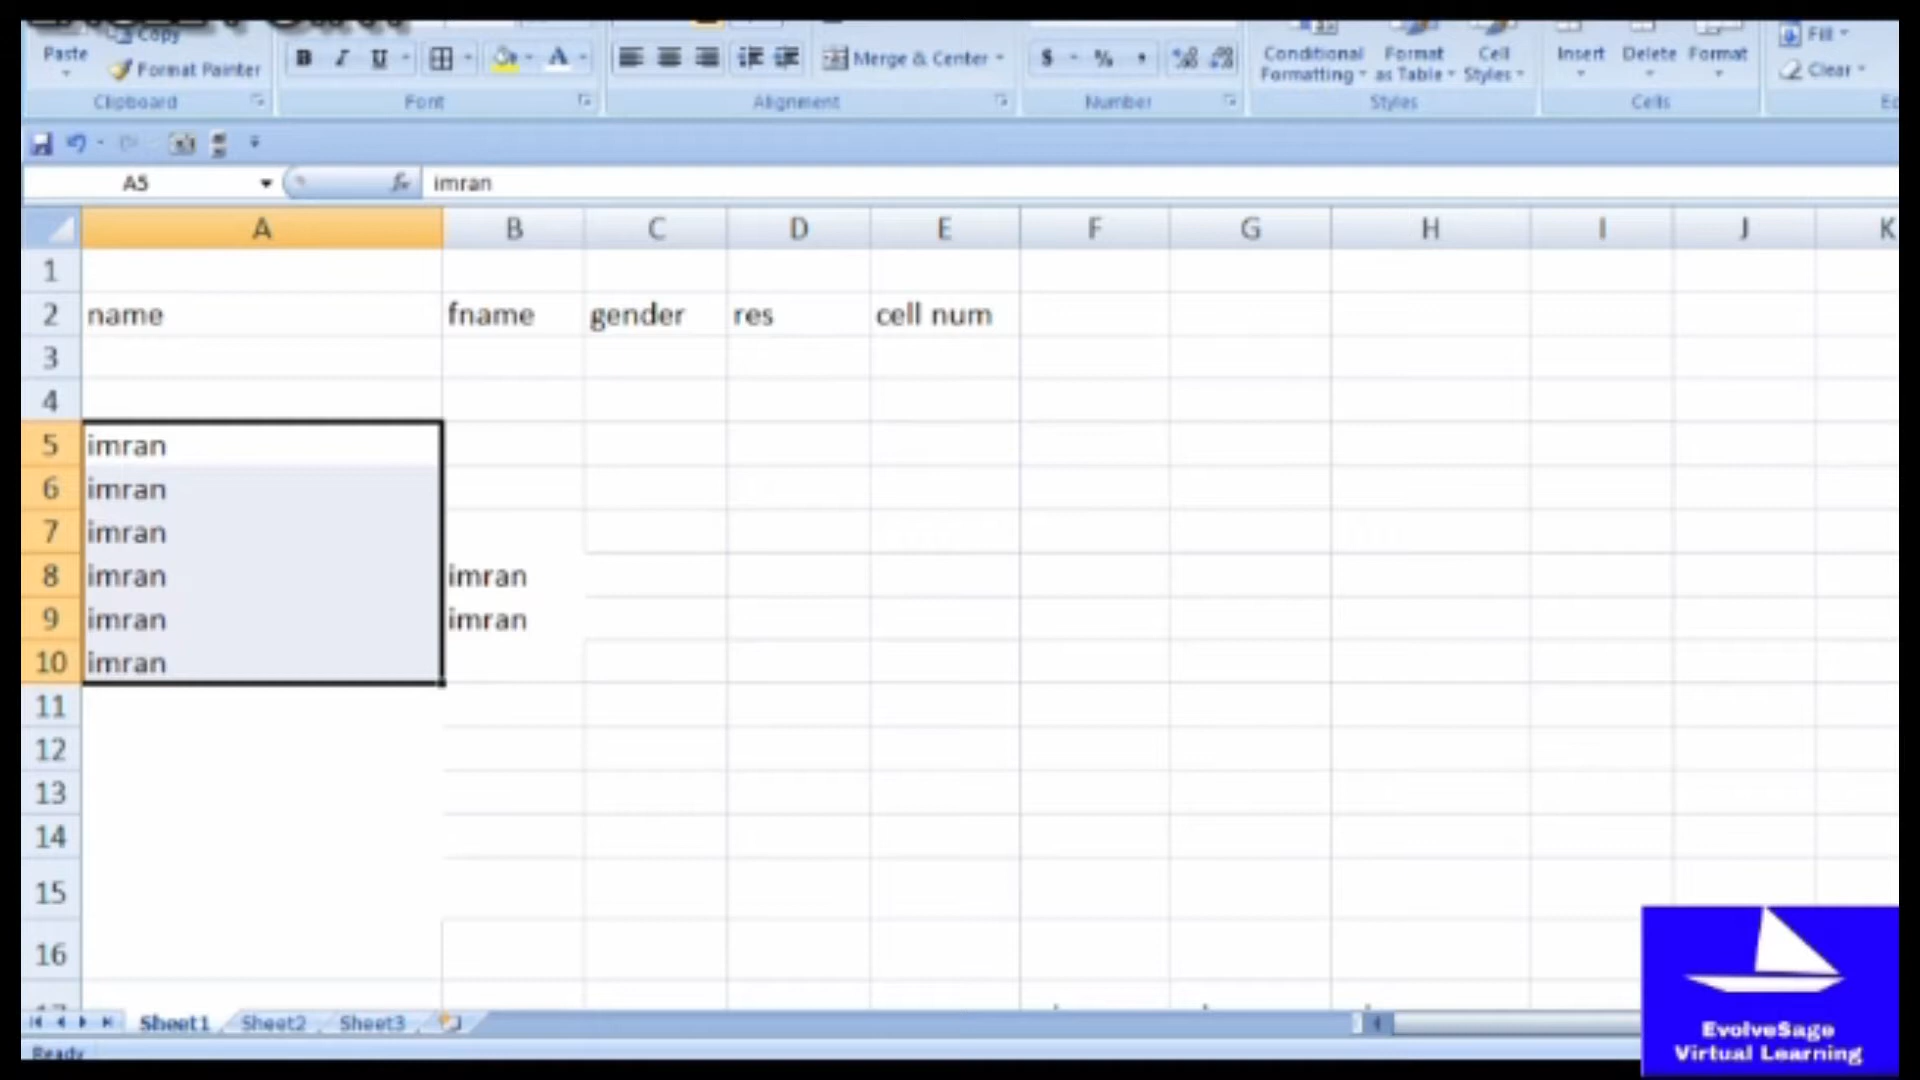 Copy
Paste
Format Painter
Clipboard
B I U A
Font
Merge & Center
Alignment
$ % ,
Number
Conditional Formatting
Format as Table
Cell Styles
Styles
Insert Delete Format
Cells
Fill
Clear
A5 fx imran
A B C D E F G H I J K
1
2 name fname gender res cell num
3
4
5 imran
6 imran
7 imran
8 imran imran
9 imran imran
10 imran
11
12
13
14
15
16
Sheet1 Sheet2 Sheet3
Ready
EvolveSage
Virtual Learning